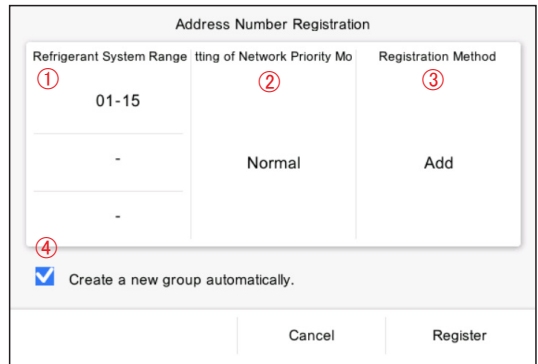 Address Number Registration
Refrigerant System Range tting of Network Priority Mo Registration Method
① ② ③
01-15
-
Normal Add
-
④
Create a new group automatically.
Cancel Register